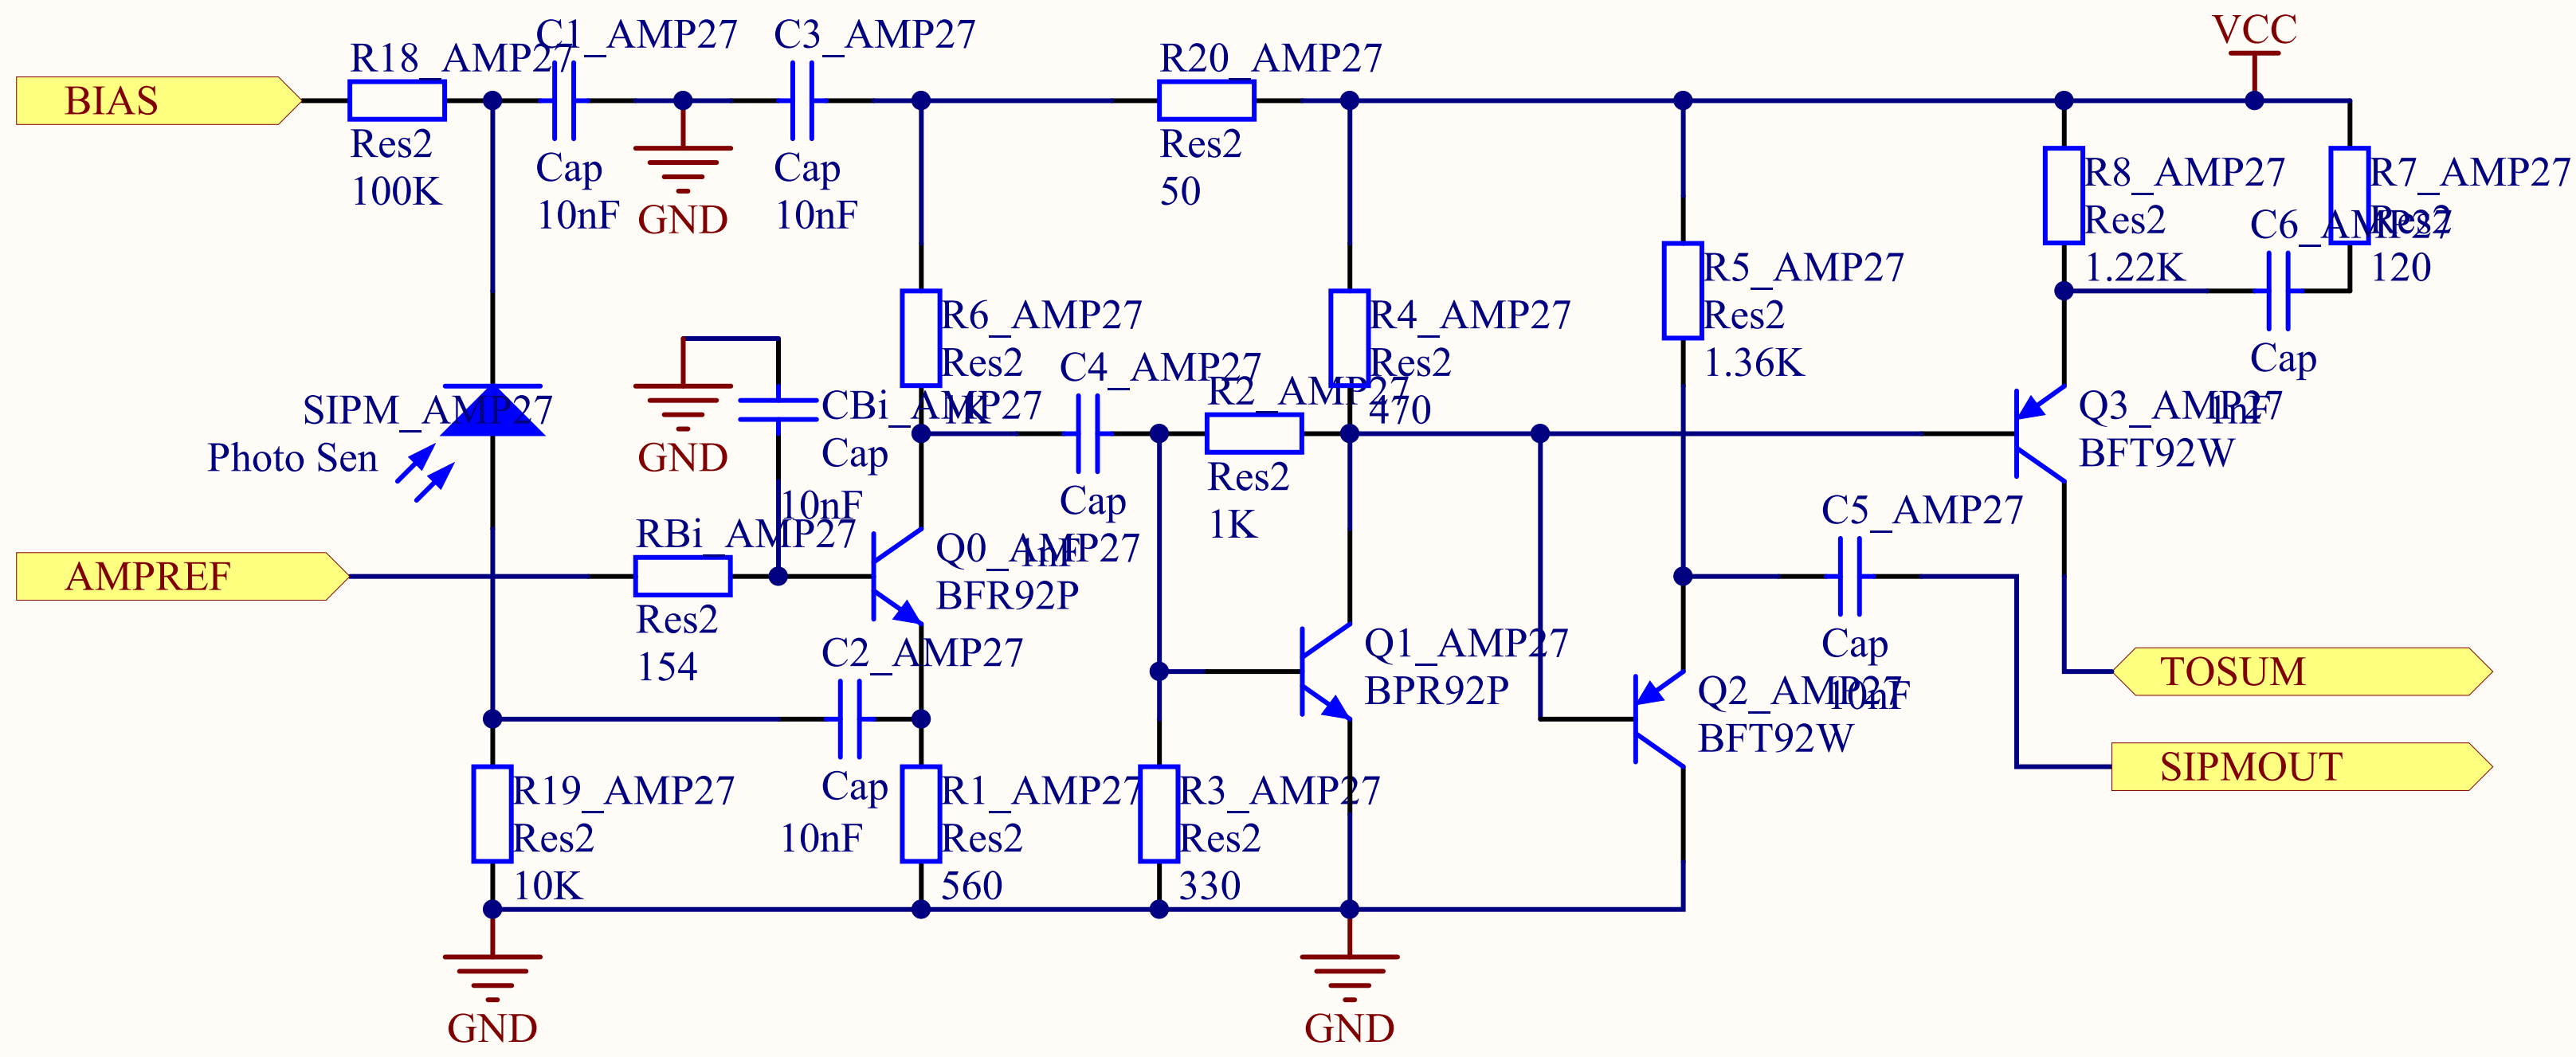 VCC
C1_AMP27
C3_AMP27
R18_AMP27
R20_AMP27
BIAS
Res2
100K
Cap
10nF
GND
Cap
10nF
Res2
50
R8_AMP27
Res2
1.22K
R7_AMP27
Res2
120
C6_AMP27
Cap
1nF
R5_AMP27
Res2
1.36K
R6_AMP27
Res2
1K
R4_AMP27
Res2
470
C4_AMP27
Cap
1nF
R2_AMP27
Res2
1K
SIPM_AMP27
Photo Sen
GND
CBi_AMP27
Cap
10nF
Q3_AMP27
BFT92W
AMPREF
RBi_AMP27
Res2
154
Q0_AMP27
BFR92P
C5_AMP27
Cap
10nF
C2_AMP27
Cap
10nF
Q1_AMP27
BPR92P
Q2_AMP27
BFT92W
TOSUM
SIPMOUT
R19_AMP27
Res2
10K
R1_AMP27
Res2
560
R3_AMP27
Res2
330
GND
GND